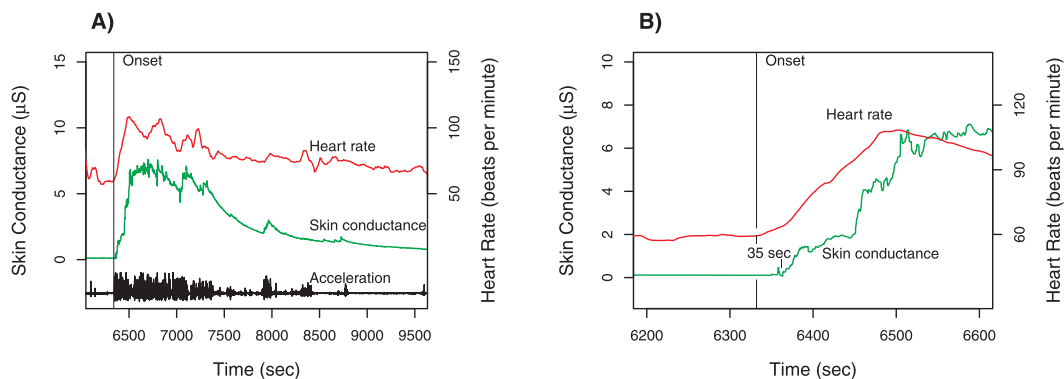 A)
Skin Conductance (μS)
15
10
5
0
Onset
Heart rate
Skin conductance
Acceleration
150
100
50
Heart Rate (beats per minute)
6500 7000 7500 8000 8500 9000 9500
Time (sec)
B)
Skin Conductance (μS)
10
8
6
4
2
0
Onset
Heart rate
35 sec
Skin conductance
120
90
60
Heart Rate (beats per minute)
6200 6300 6400 6500 6600
Time (sec)